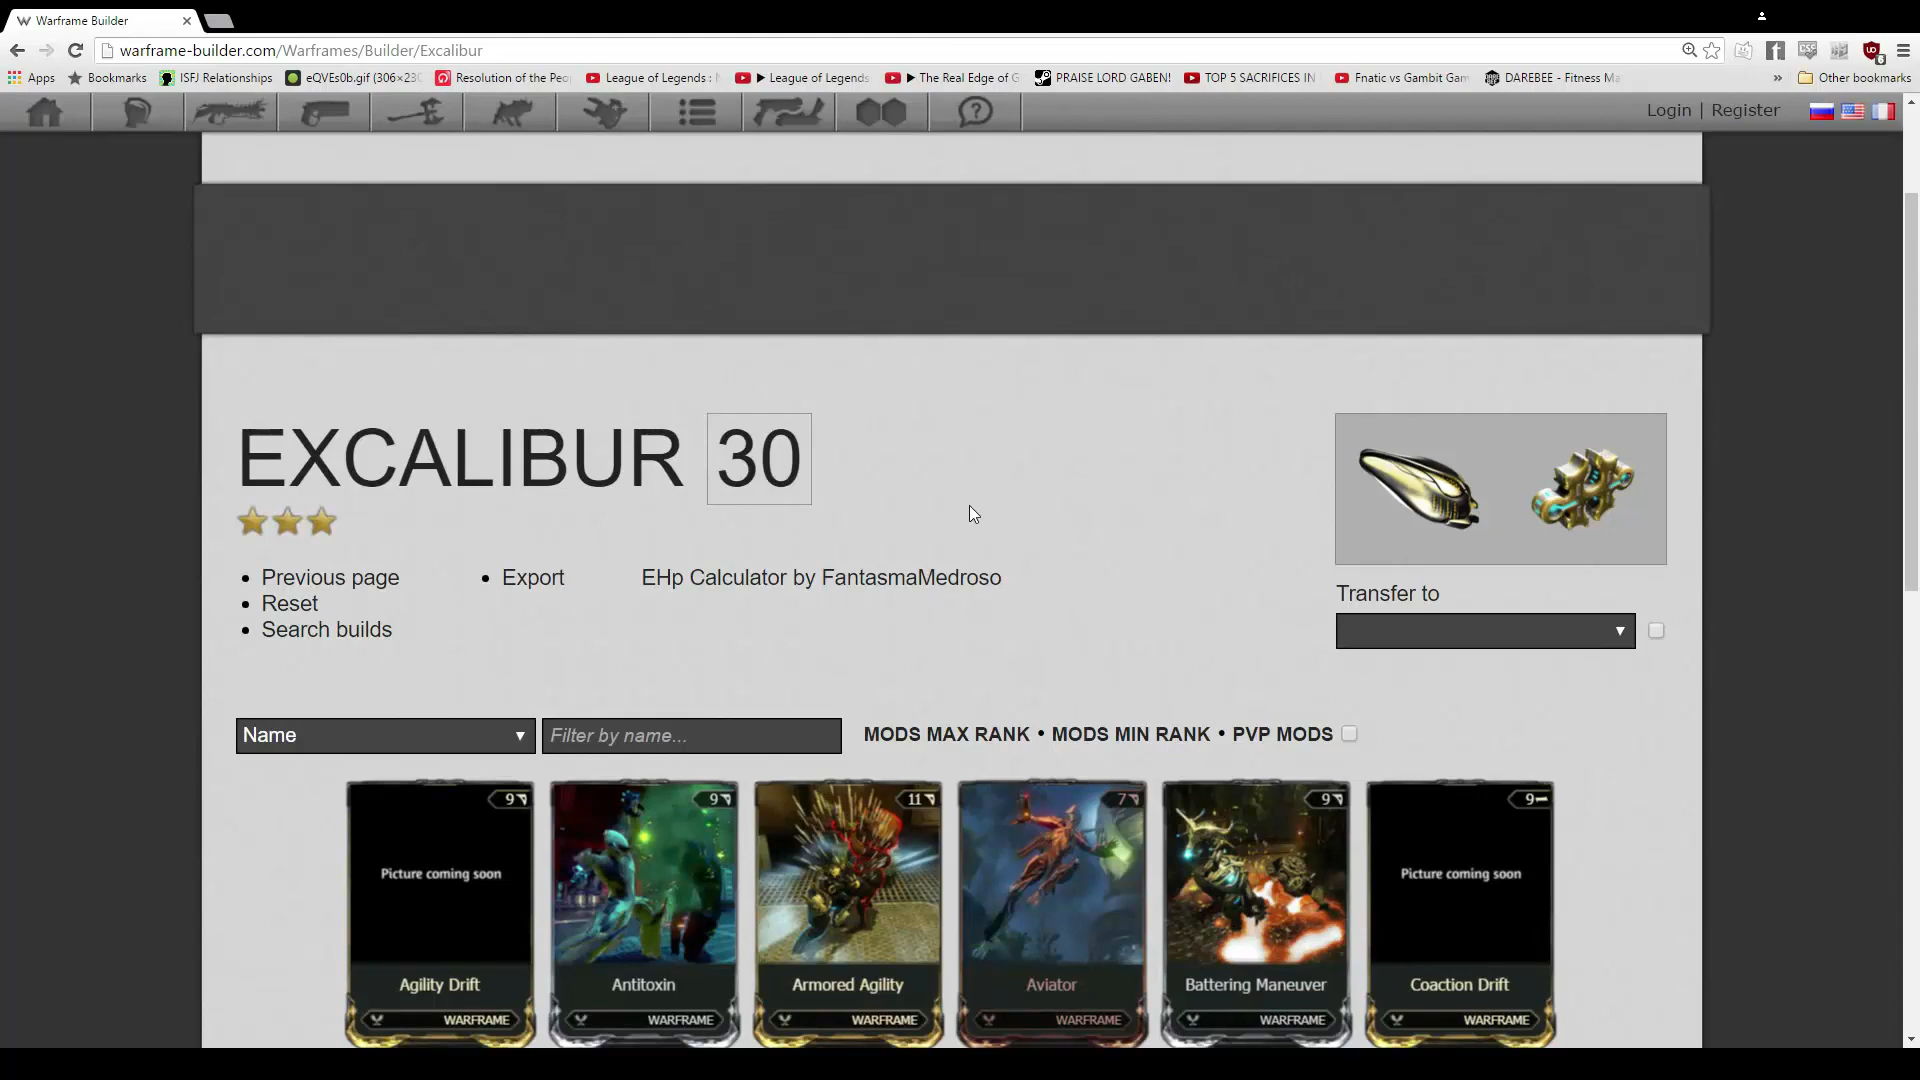 Warframe Builder
warframe-builder.com/Warframes/Builder/Excalibur
Apps Bookmarks ISFJ Relationships eQVEs0b.gif (306×230 Resolution of the Peo League of Legends : League of Legends The Real Edge of G PRAISE LORD GABEN! TOP 5 SACRIFICES IN Fnatic vs Gambit Gam DAREBEE - Fitness Ma » Other bookmarks
Login | Register
EXCALIBUR 30
Previous page Export EHp Calculator by FantasmaMedroso
Reset
Search builds
Transfer to
Name Filter by name... MODS MAX RANK • MODS MIN RANK • PVP MODS
9 9 11 7 9 9
Picture coming soon Picture coming soon
Agility Drift Antitoxin Armored Agility Aviator Battering Maneuver Coaction Drift
WARFRAME WARFRAME WARFRAME WARFRAME WARFRAME WARFRAME